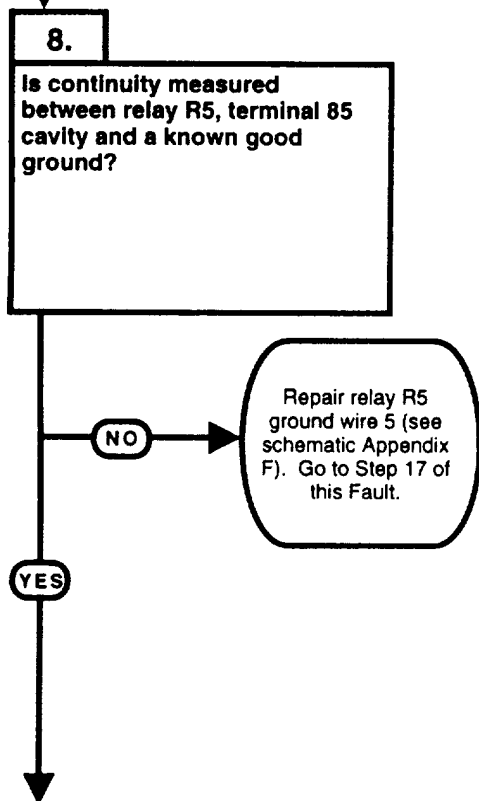 8.
Is continuity measured
between relay R5, terminal 85
cavity and a known good
ground?
Repair relay R5
ground wire 5 (see
schematic Appendix
F). Go to Step 17 of
this Fault.
NO
YES